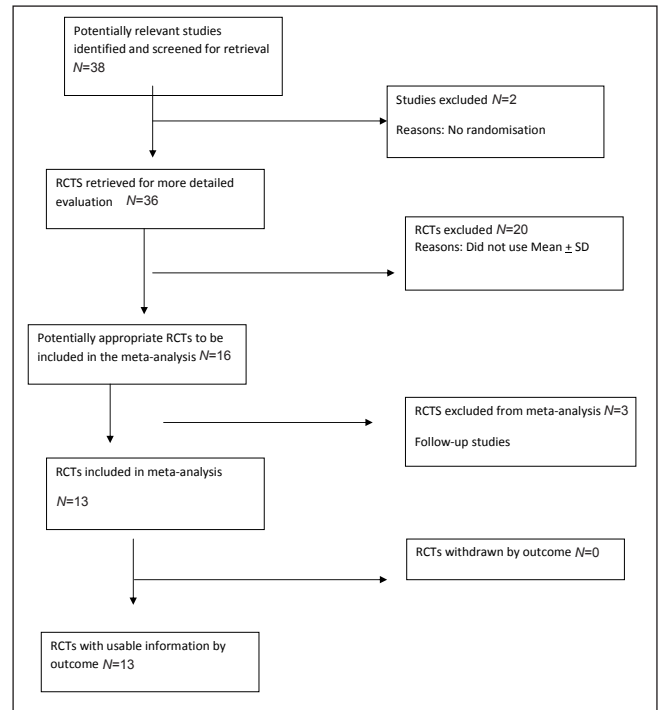 Potentially relevant studies
identified and screened for retrieval
N=38
Studies excluded N=2
Reasons: No randomisation
RCTS retrieved for more detailed
evaluation N=36
RCTs excluded N=20
Reasons: Did not use Mean ± SD
Potentially appropriate RCTs to be
included in the meta-analysis N=16
RCTS excluded from meta-analysis N=3
Follow-up studies
RCTs included in meta-analysis
N=13
RCTs withdrawn by outcome N=0
RCTs with usable information by
outcome N=13